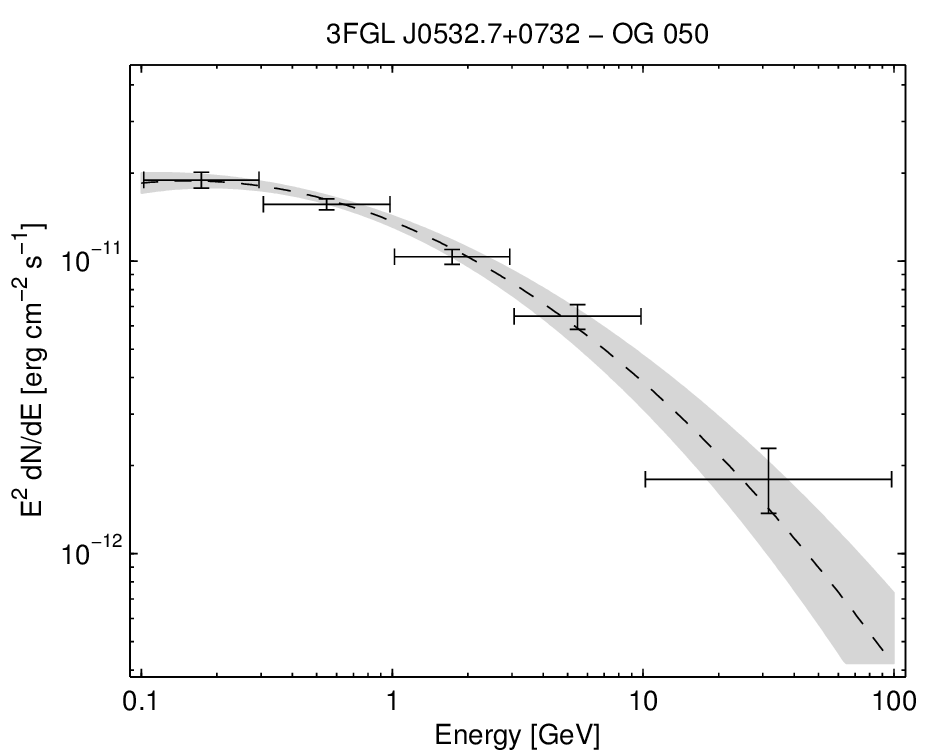 3FGL J0532.7+0732 − OG 050
E² dN/dE [erg cm⁻² s⁻¹]
10⁻¹¹
10⁻¹²
0.1 1 10 100
Energy [GeV]